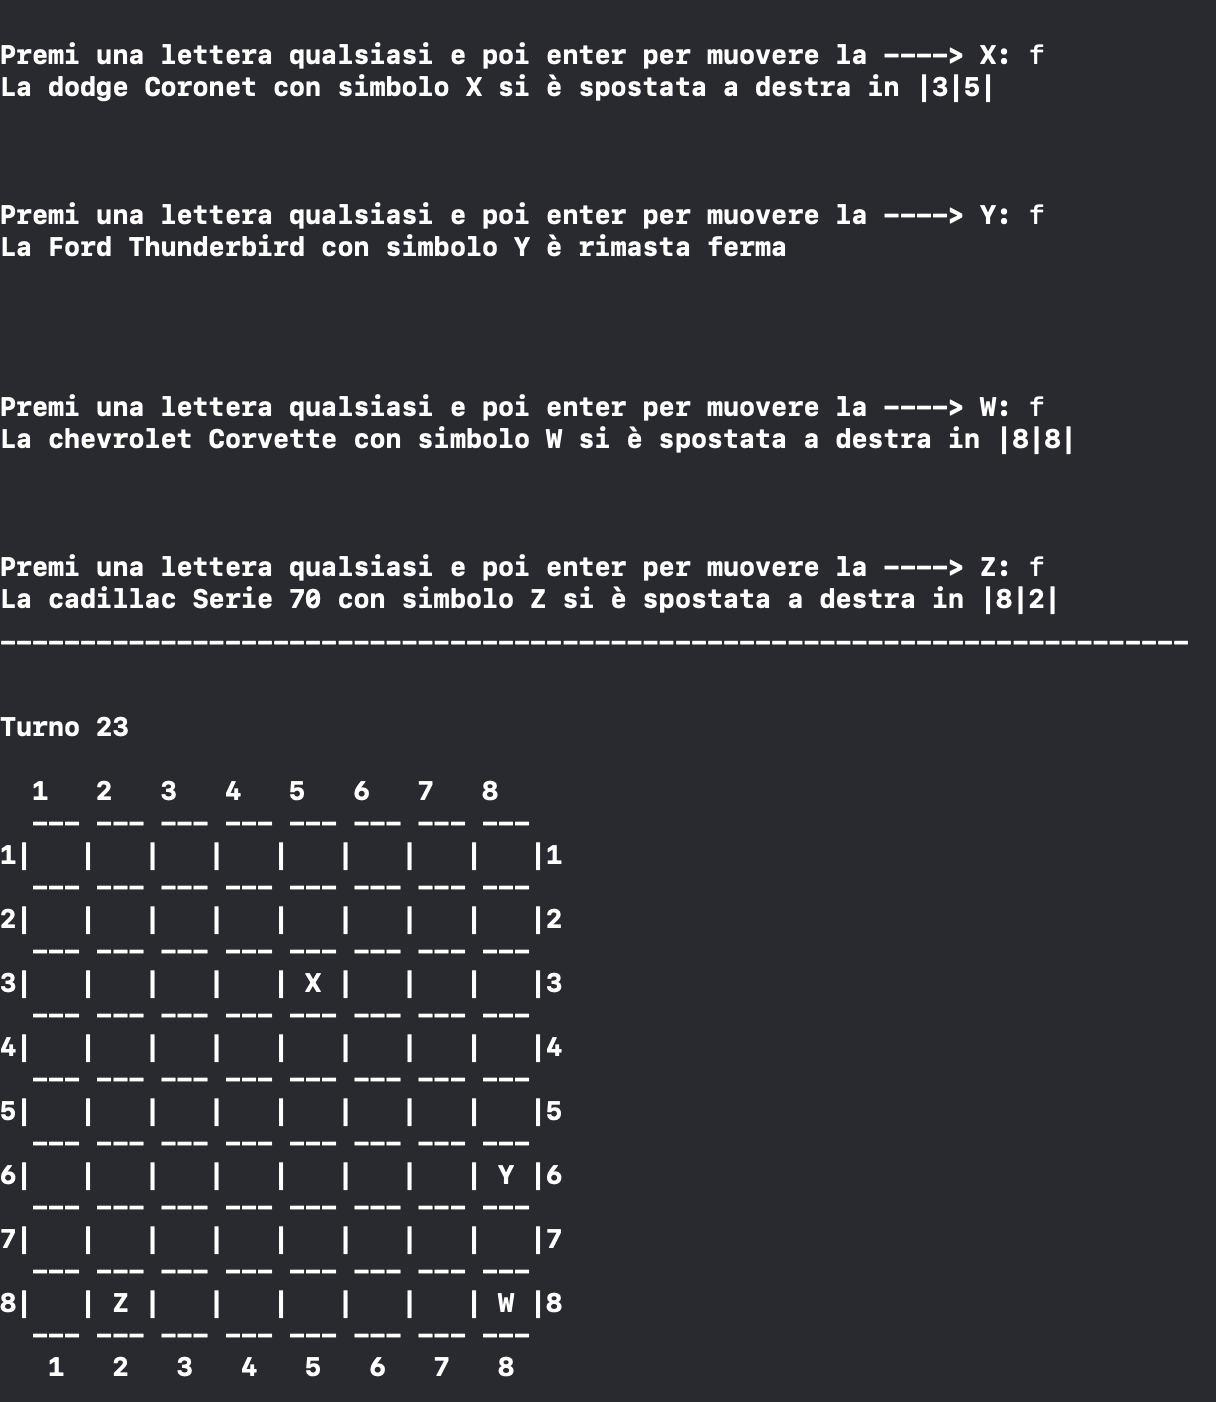 Premi una lettera qualsiasi e poi enter per muovere la ----> X: f
La dodge Coronet con simbolo X si è spostata a destra in |3|5|
Premi una lettera qualsiasi e poi enter per muovere la ----> Y: f
La Ford Thunderbird con simbolo Y è rimasta ferma
Premi una lettera qualsiasi e poi enter per muovere la ----> W: f
La chevrolet Corvette con simbolo W si è spostata a destra in |8|8|
Premi una lettera qualsiasi e poi enter per muovere la ----> Z: f
La cadillac Serie 70 con simbolo Z si è spostata a destra in |8|2|
--------------------------------------------------------------------------
Turno 23
  1   2   3   4   5   6   7   8
  --- --- --- --- --- --- --- ---
1|   |   |   |   |   |   |   |   |1
  --- --- --- --- --- --- --- ---
2|   |   |   |   |   |   |   |   |2
  --- --- --- --- --- --- --- ---
3|   |   |   |   | X |   |   |   |3
  --- --- --- --- --- --- --- ---
4|   |   |   |   |   |   |   |   |4
  --- --- --- --- --- --- --- ---
5|   |   |   |   |   |   |   |   |5
  --- --- --- --- --- --- --- ---
6|   |   |   |   |   |   |   | Y |6
  --- --- --- --- --- --- --- ---
7|   |   |   |   |   |   |   |   |7
  --- --- --- --- --- --- --- ---
8|   | Z |   |   |   |   |   | W |8
  --- --- --- --- --- --- --- ---
   1   2   3   4   5   6   7   8